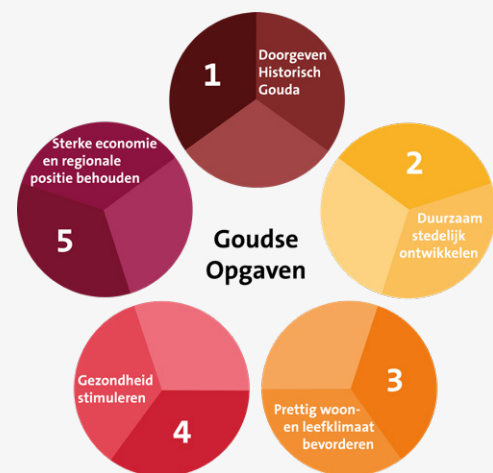 1
Doorgeven
Historisch
Gouda
2
Duurzaam
stedelijk
ontwikkelen
3
Prettig woon-
en leefklimaat
bevorderen
4
Gezondheid
stimuleren
5
Sterke economie
en regionale
positie behouden
Goudse
Opgaven